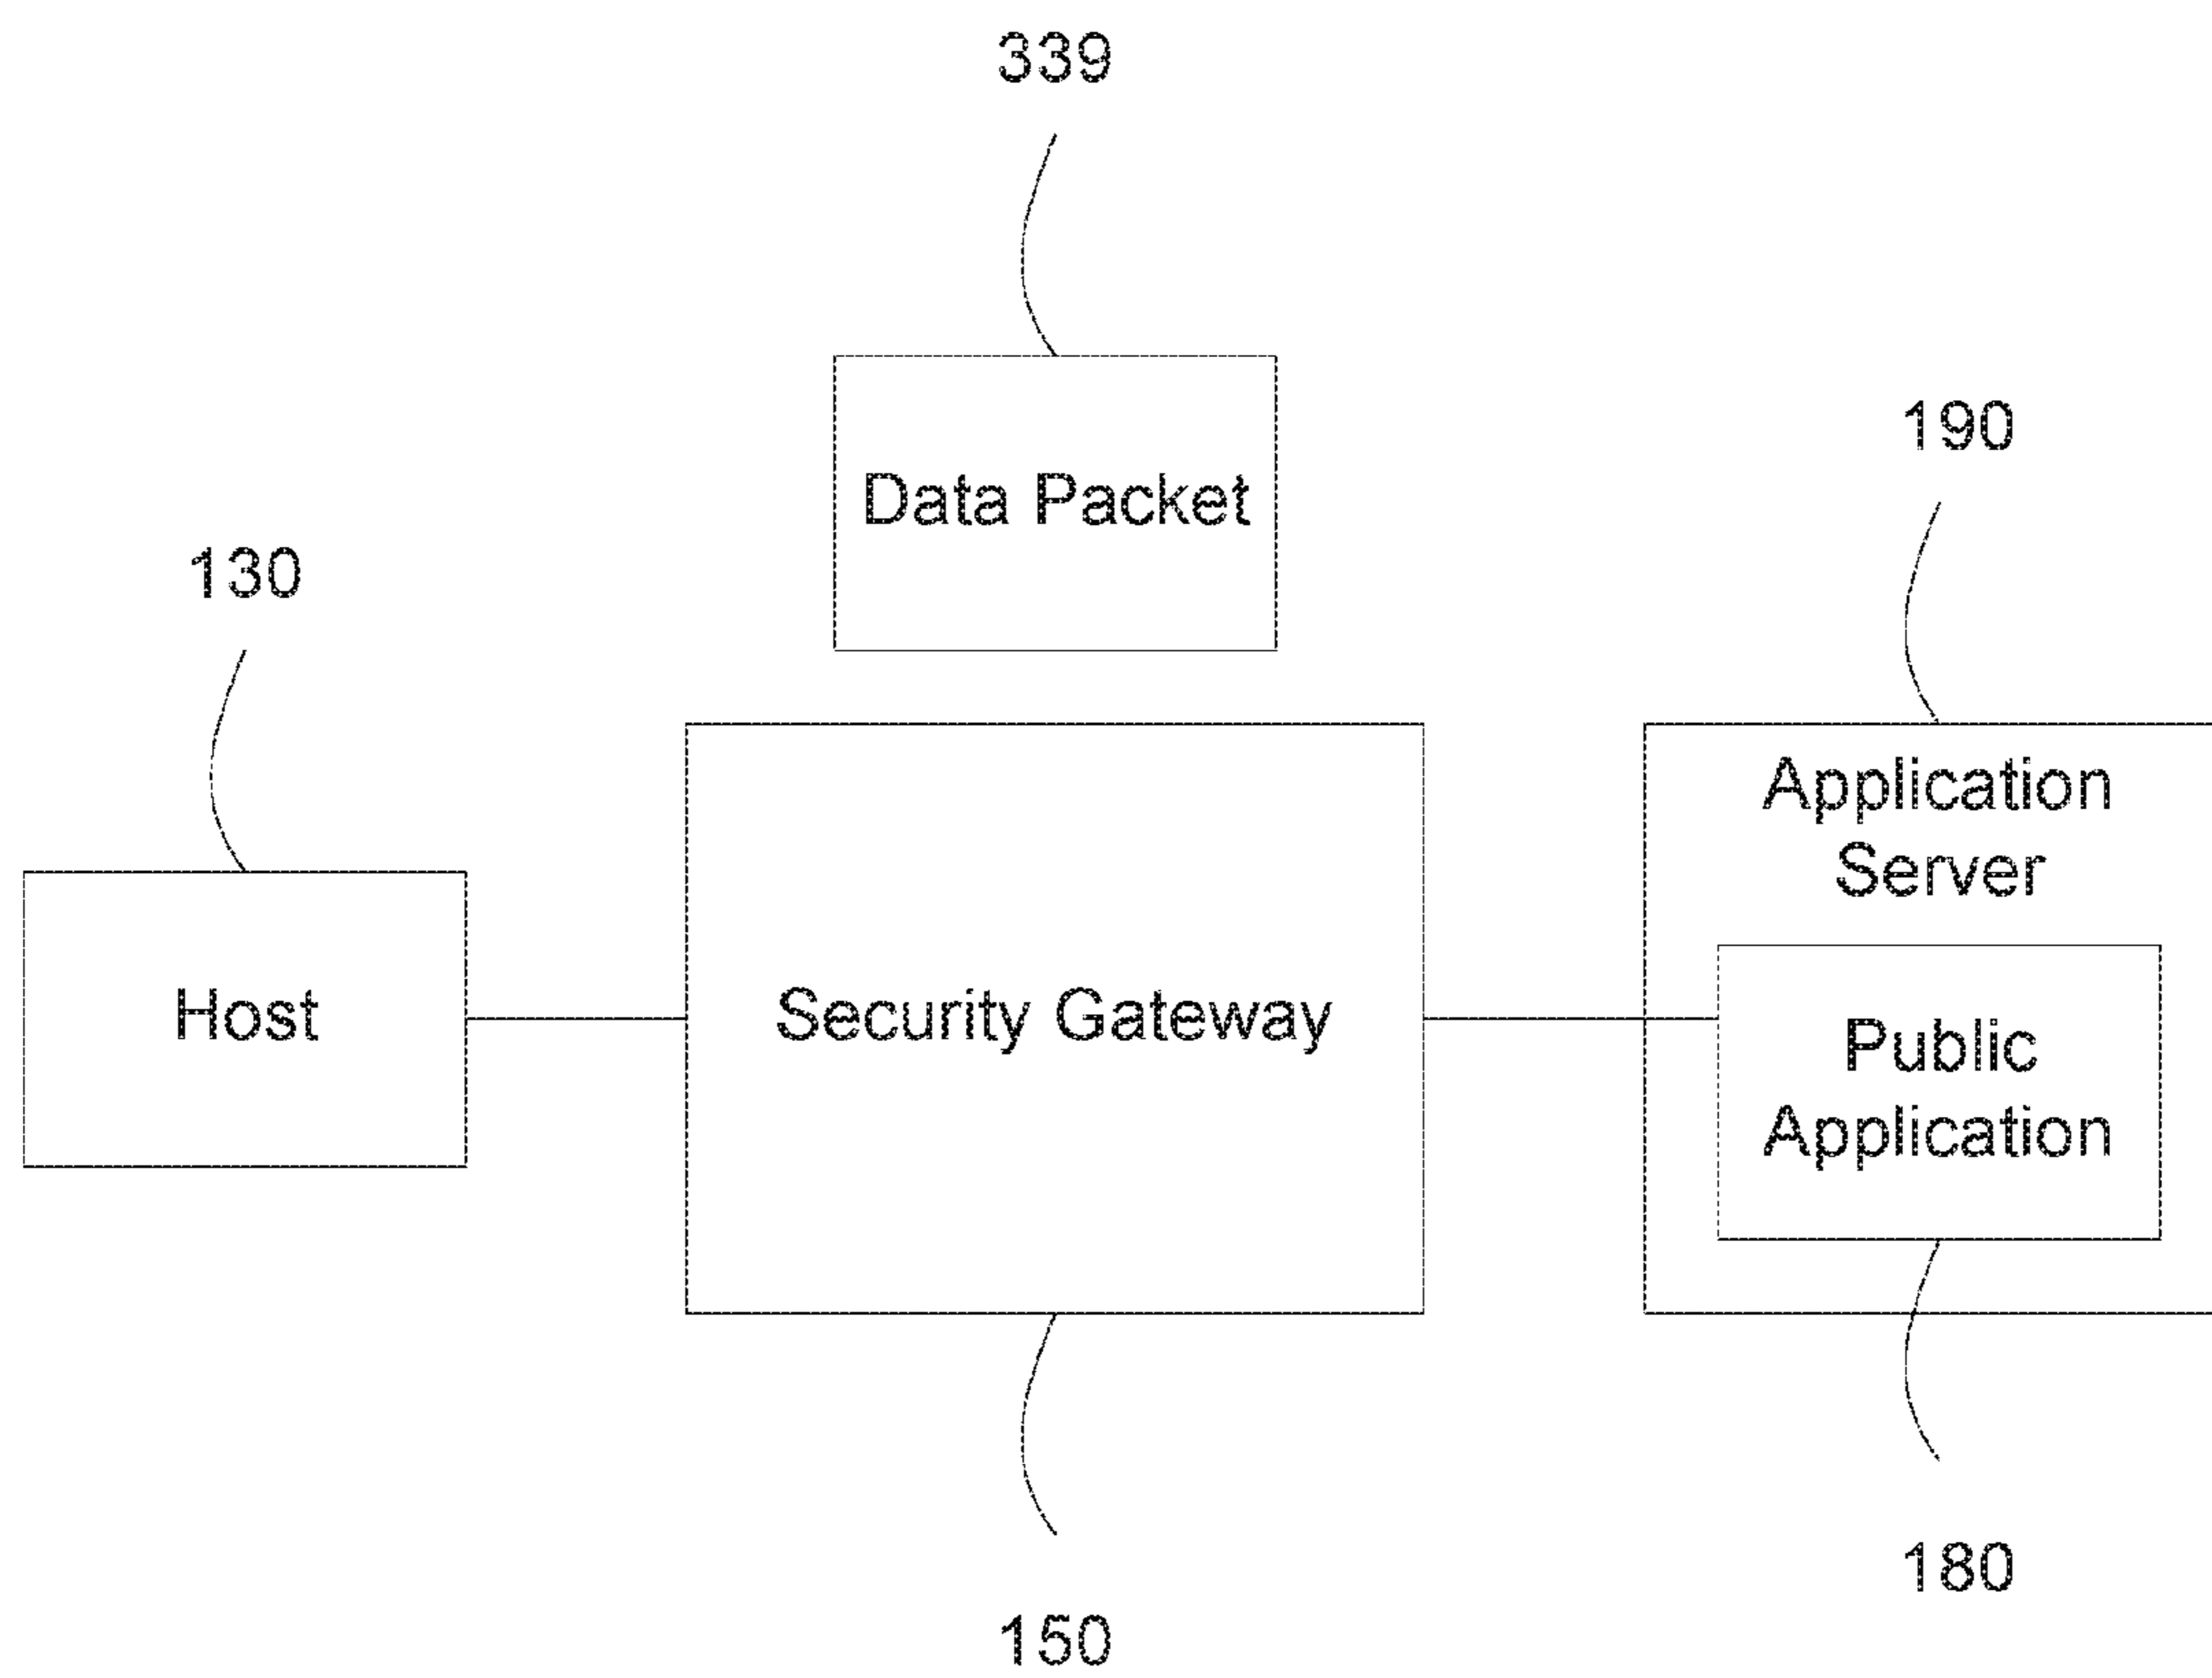 339
Data Packet
190
130
Application
Server
Host
Security Gateway
Public
Application
180
150